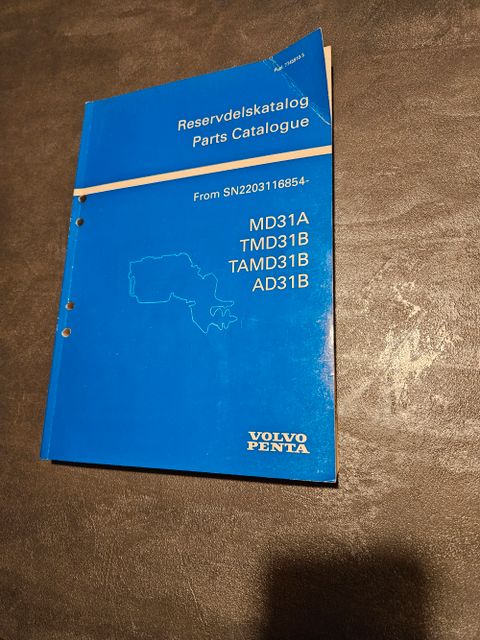 Reservdelskatalog
Parts Catalogue
From SN2203116854-
MD31A
TMD31B
TAMD31B
AD31B
VOLVO
PENTA